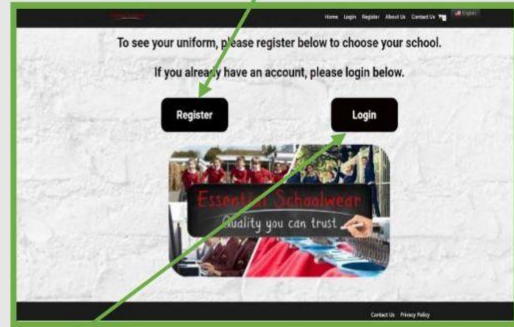 Home Login Register About Us Contact Us English
To see your uniform, please register below to choose your school.
If you already have an account, please login below.
Register Login
Essential Schoolwear
Quality you can trust
Contact Us Privacy Policy